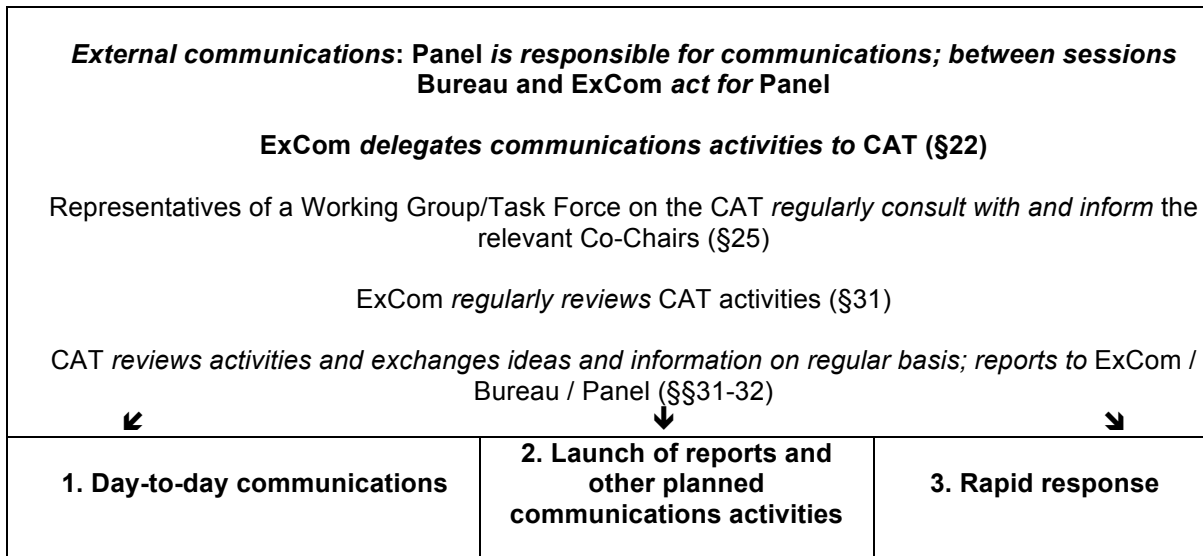 External communications: Panel is responsible for communications; between sessions
Bureau and ExCom act for Panel
ExCom delegates communications activities to CAT (§22)
Representatives of a Working Group/Task Force on the CAT regularly consult with and inform the
relevant Co-Chairs (§25)
ExCom regularly reviews CAT activities (§31)
CAT reviews activities and exchanges ideas and information on regular basis; reports to ExCom /
Bureau / Panel (§§31-32)
🡿 🡻 🡾
1. Day-to-day communications
2. Launch of reports and
other planned
communications activities
3. Rapid response